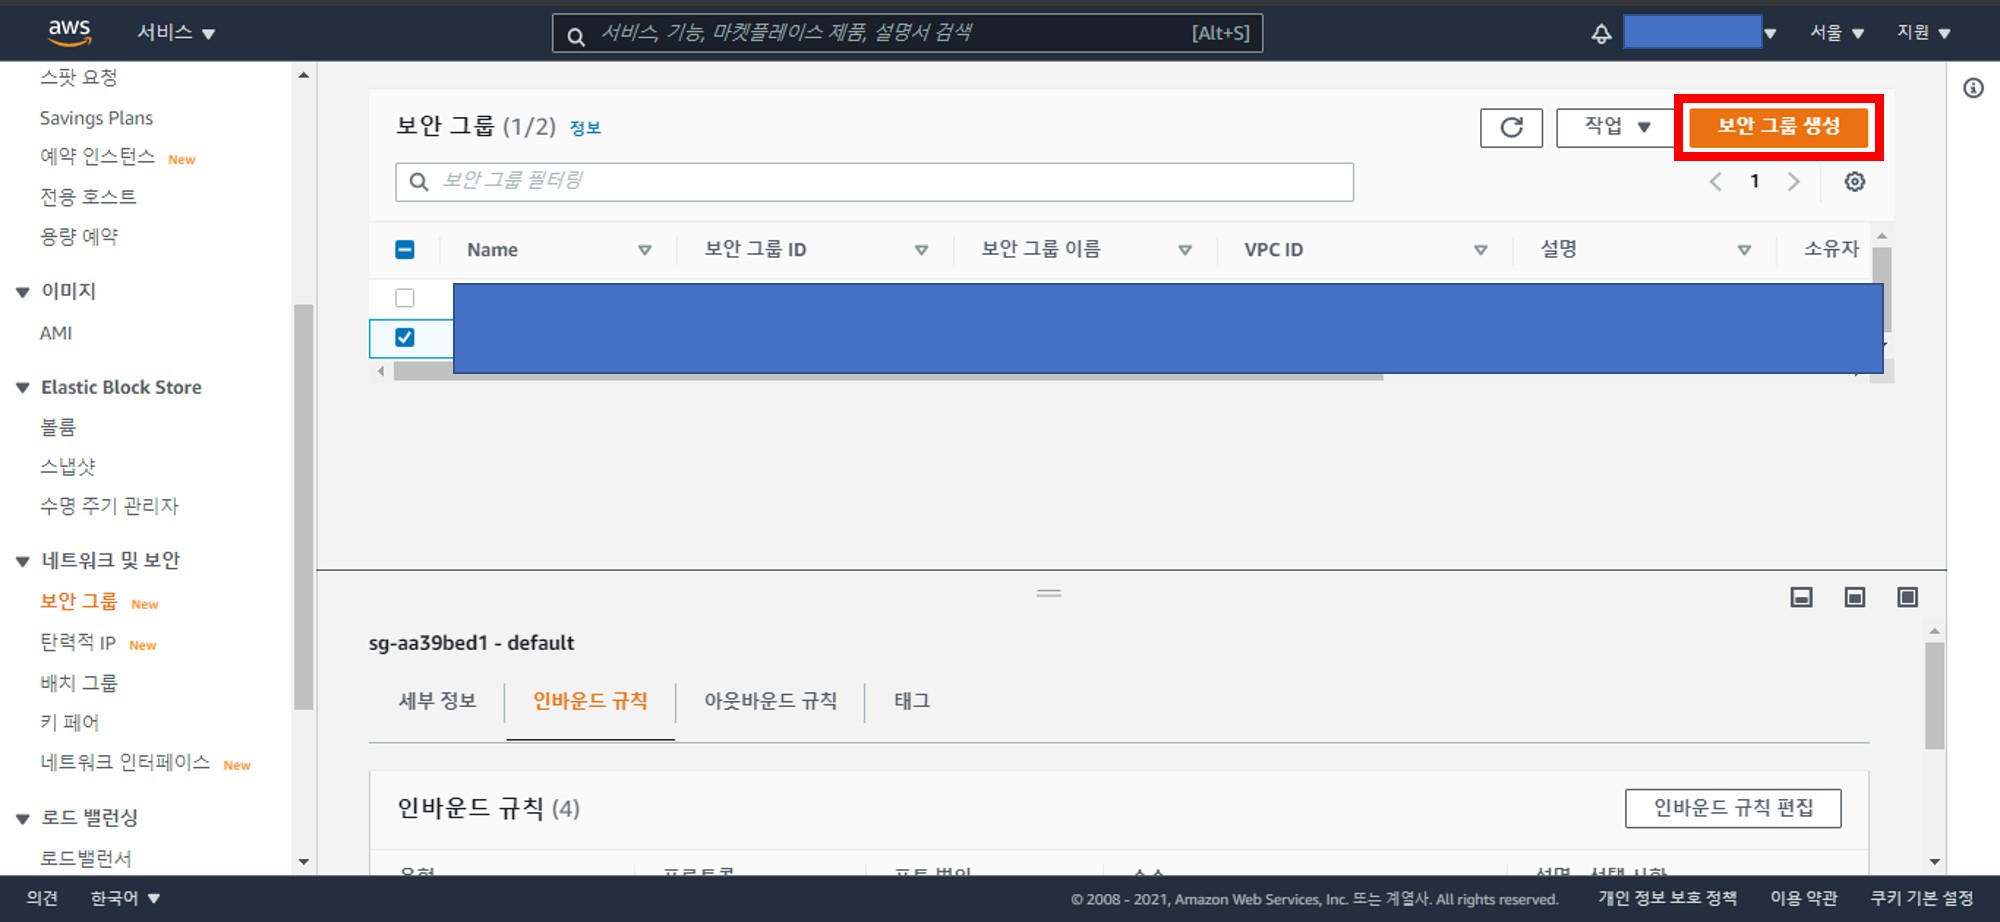 aws 서비스 ▼ 서비스, 기능, 마켓플레이스 제품, 설명서 검색 [Alt+S] 서울 ▼ 지원 ▼
스팟 요청
Savings Plans
예약 인스턴스 New
전용 호스트
용량 예약
이미지
AMI
Elastic Block Store
볼륨
스냅샷
수명 주기 관리자
네트워크 및 보안
보안 그룹 New
탄력적 IP New
배치 그룹
키 페어
네트워크 인터페이스 New
로드 밸런싱
로드밸런서
보안 그룹 (1/2) 정보
작업 ▼ 보안 그룹 생성
보안 그룹 필터링
1
Name 보안 그룹 ID 보안 그룹 이름 VPC ID 설명 소유자
sg-aa39bed1 - default
세부 정보 인바운드 규칙 아웃바운드 규칙 태그
인바운드 규칙 (4) 인바운드 규칙 편집
의견 한국어 ▼ © 2008 - 2021, Amazon Web Services, Inc. 또는 계열사. All rights reserved. 개인 정보 보호 정책 이용 약관 쿠키 기본 설정